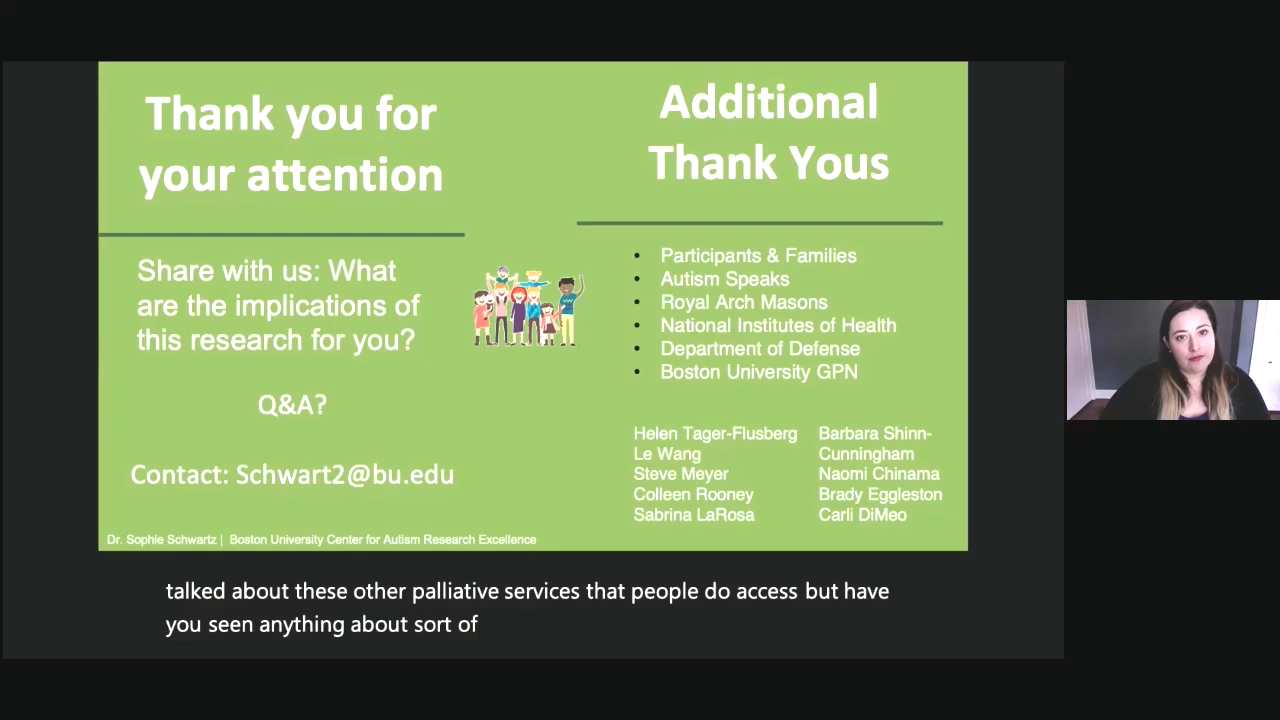 Thank you for
your attention
Share with us: What
are the implications of
this research for you?
Q&A?
Contact: Schwart2@bu.edu
Dr. Sophie Schwartz | Boston University Center for Autism Research Excellence
Additional
Thank Yous
• Participants & Families
• Autism Speaks
• Royal Arch Masons
• National Institutes of Health
• Department of Defense
• Boston University GPN
Helen Tager-Flusberg
Le Wang
Steve Meyer
Colleen Rooney
Sabrina LaRosa
Barbara Shinn-
Cunningham
Naomi Chinama
Brady Eggleston
Carli DiMeo
talked about these other palliative services that people do access but have
you seen anything about sort of